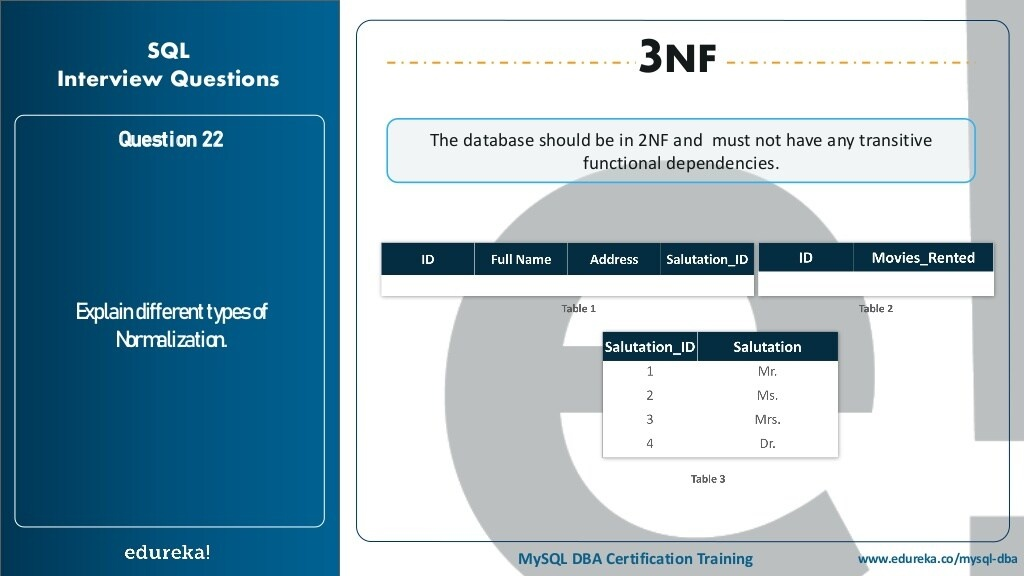 SQL
Interview Questions
Question 22
Explain different types of
Normalization.
edureka!
3NF
The database should be in 2NF and must not have any transitive
functional dependencies.
ID Full Name Address Salutation_ID
Table 1
ID Movies_Rented
Table 2
Salutation_ID Salutation
1 Mr.
2 Ms.
3 Mrs.
4 Dr.
Table 3
MySQL DBA Certification Training
www.edureka.co/mysql-dba